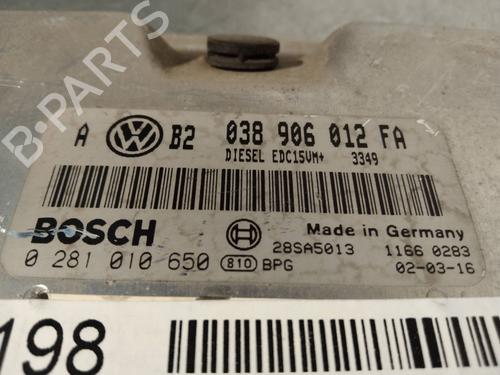 B-PARTS
A VW B2 038 906 012 FA
DIESEL EDC15VM+ 3349
BOSCH Made in Germany
28SA5013 1166 0283
0 281 010 650 810 BPG 02-03-16
198